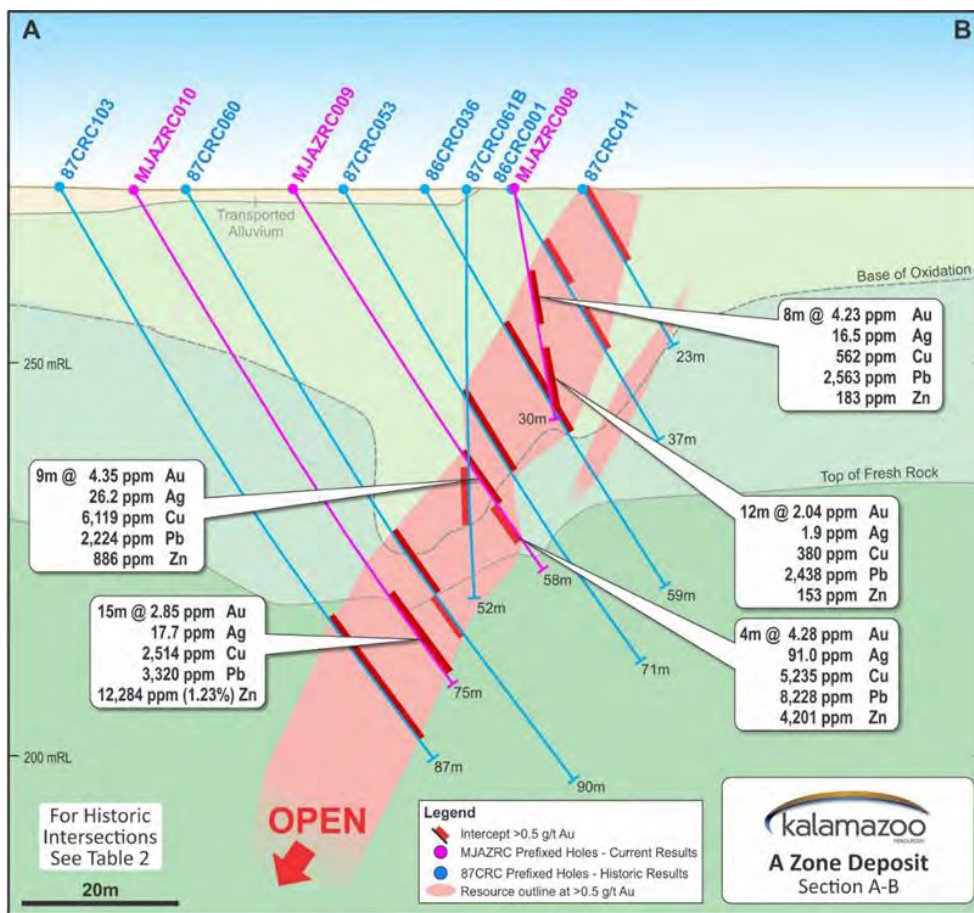 A
B
87CRC103
MJAZRC010
87CRC060
MJAZRC009
87CRC053
86CRC036
87CRC061B
86CRC001
MJAZRC008
87CRC011
Transported
Alluvium
Base of Oxidation
8m @ 4.23 ppm Au
16.5 ppm Ag
562 ppm Cu
2,563 ppm Pb
183 ppm Zn
23m
250 mRL
30m
37m
Top of Fresh Rock
9m @ 4.35 ppm Au
26.2 ppm Ag
6,119 ppm Cu
2,224 ppm Pb
886 ppm Zn
12m @ 2.04 ppm Au
1.9 ppm Ag
380 ppm Cu
2,438 ppm Pb
153 ppm Zn
58m
59m
52m
15m @ 2.85 ppm Au
17.7 ppm Ag
2,514 ppm Cu
3,320 ppm Pb
12,284 ppm (1.23%) Zn
4m @ 4.28 ppm Au
91.0 ppm Ag
5,235 ppm Cu
8,228 ppm Pb
4,201 ppm Zn
71m
75m
200 mRL
87m
90m
For Historic
Intersections
See Table 2
20m
OPEN
Legend
Intercept >0.5 g/t Au
MJAZRC Prefixed Holes - Current Results
87CRC Prefixed Holes - Historic Results
Resource outline at >0.5 g/t Au
kalamazoo
RESOURCES
A Zone Deposit
Section A-B